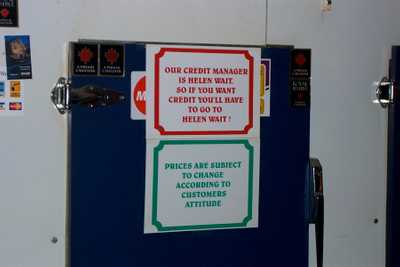 OUR CREDIT MANAGER
IS HELEN WAIT.
SO IF YOU WANT
CREDIT YOU'LL HAVE
TO GO TO
HELEN WAIT!
PRICES ARE SUBJECT
TO CHANGE
ACCORDING TO
CUSTOMERS
ATTITUDE